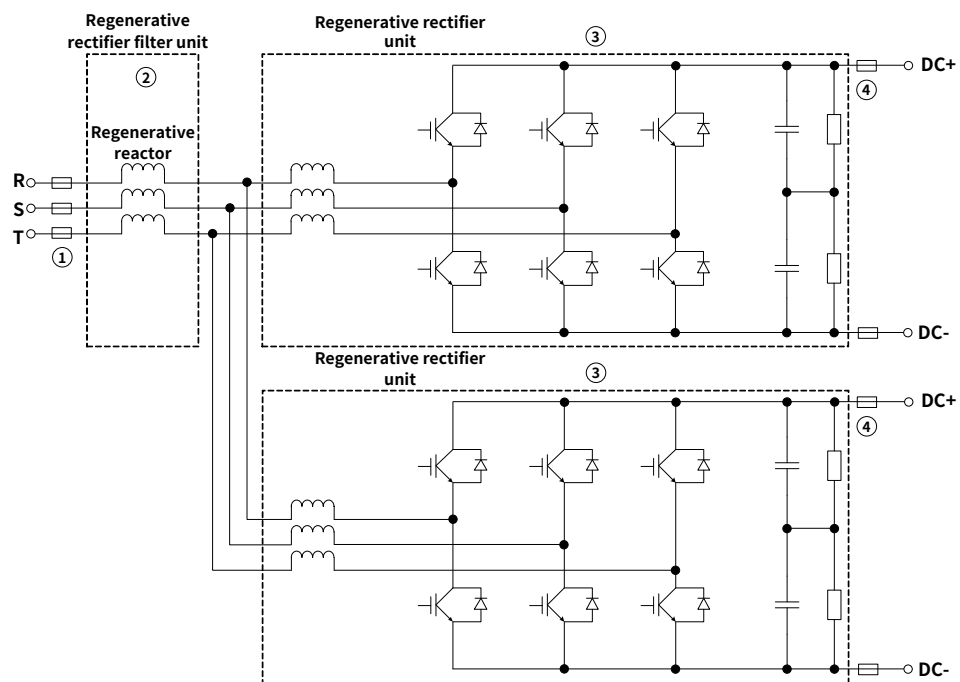 Regenerative
rectifier filter unit
②
Regenerative
reactor
R
S
T
①
Regenerative rectifier
unit
③
DC+
④
DC-
Regenerative rectifier
unit
③
DC+
④
DC-